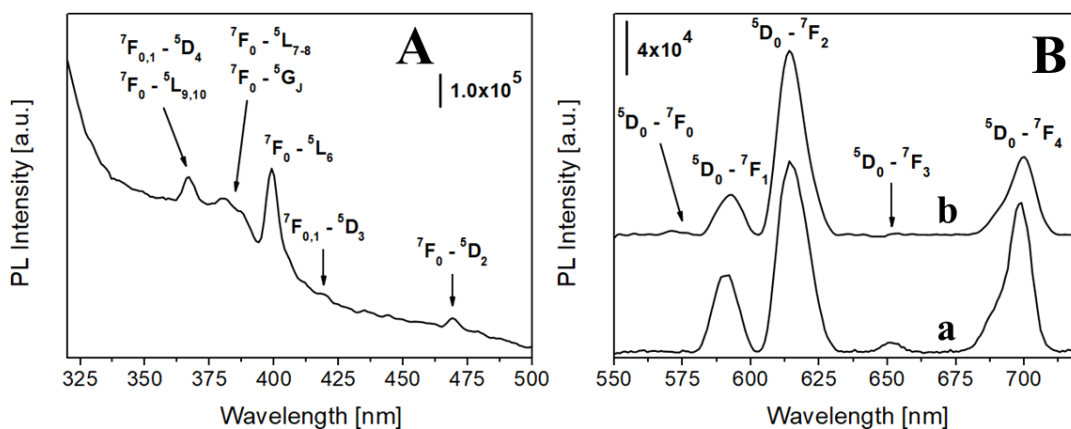 A
⁷F₀,₁ - ⁵D₄
⁷F₀ - ⁵L₉,₁₀
⁷F₀ - ⁵L₇₋₈
⁷F₀ - ⁵G_J
1.0x10⁵
⁷F₀ - ⁵L₆
⁷F₀,₁ - ⁵D₃
⁷F₀ - ⁵D₂
PL Intensity [a.u.]
325 350 375 400 425 450 475 500
Wavelength [nm]
B
4x10⁴
⁵D₀ - ⁷F₂
⁵D₀ - ⁷F₀
⁵D₀ - ⁷F₁
⁵D₀ - ⁷F₃
⁵D₀ - ⁷F₄
b
a
PL Intensity [a.u.]
550 575 600 625 650 675 700
Wavelength [nm]